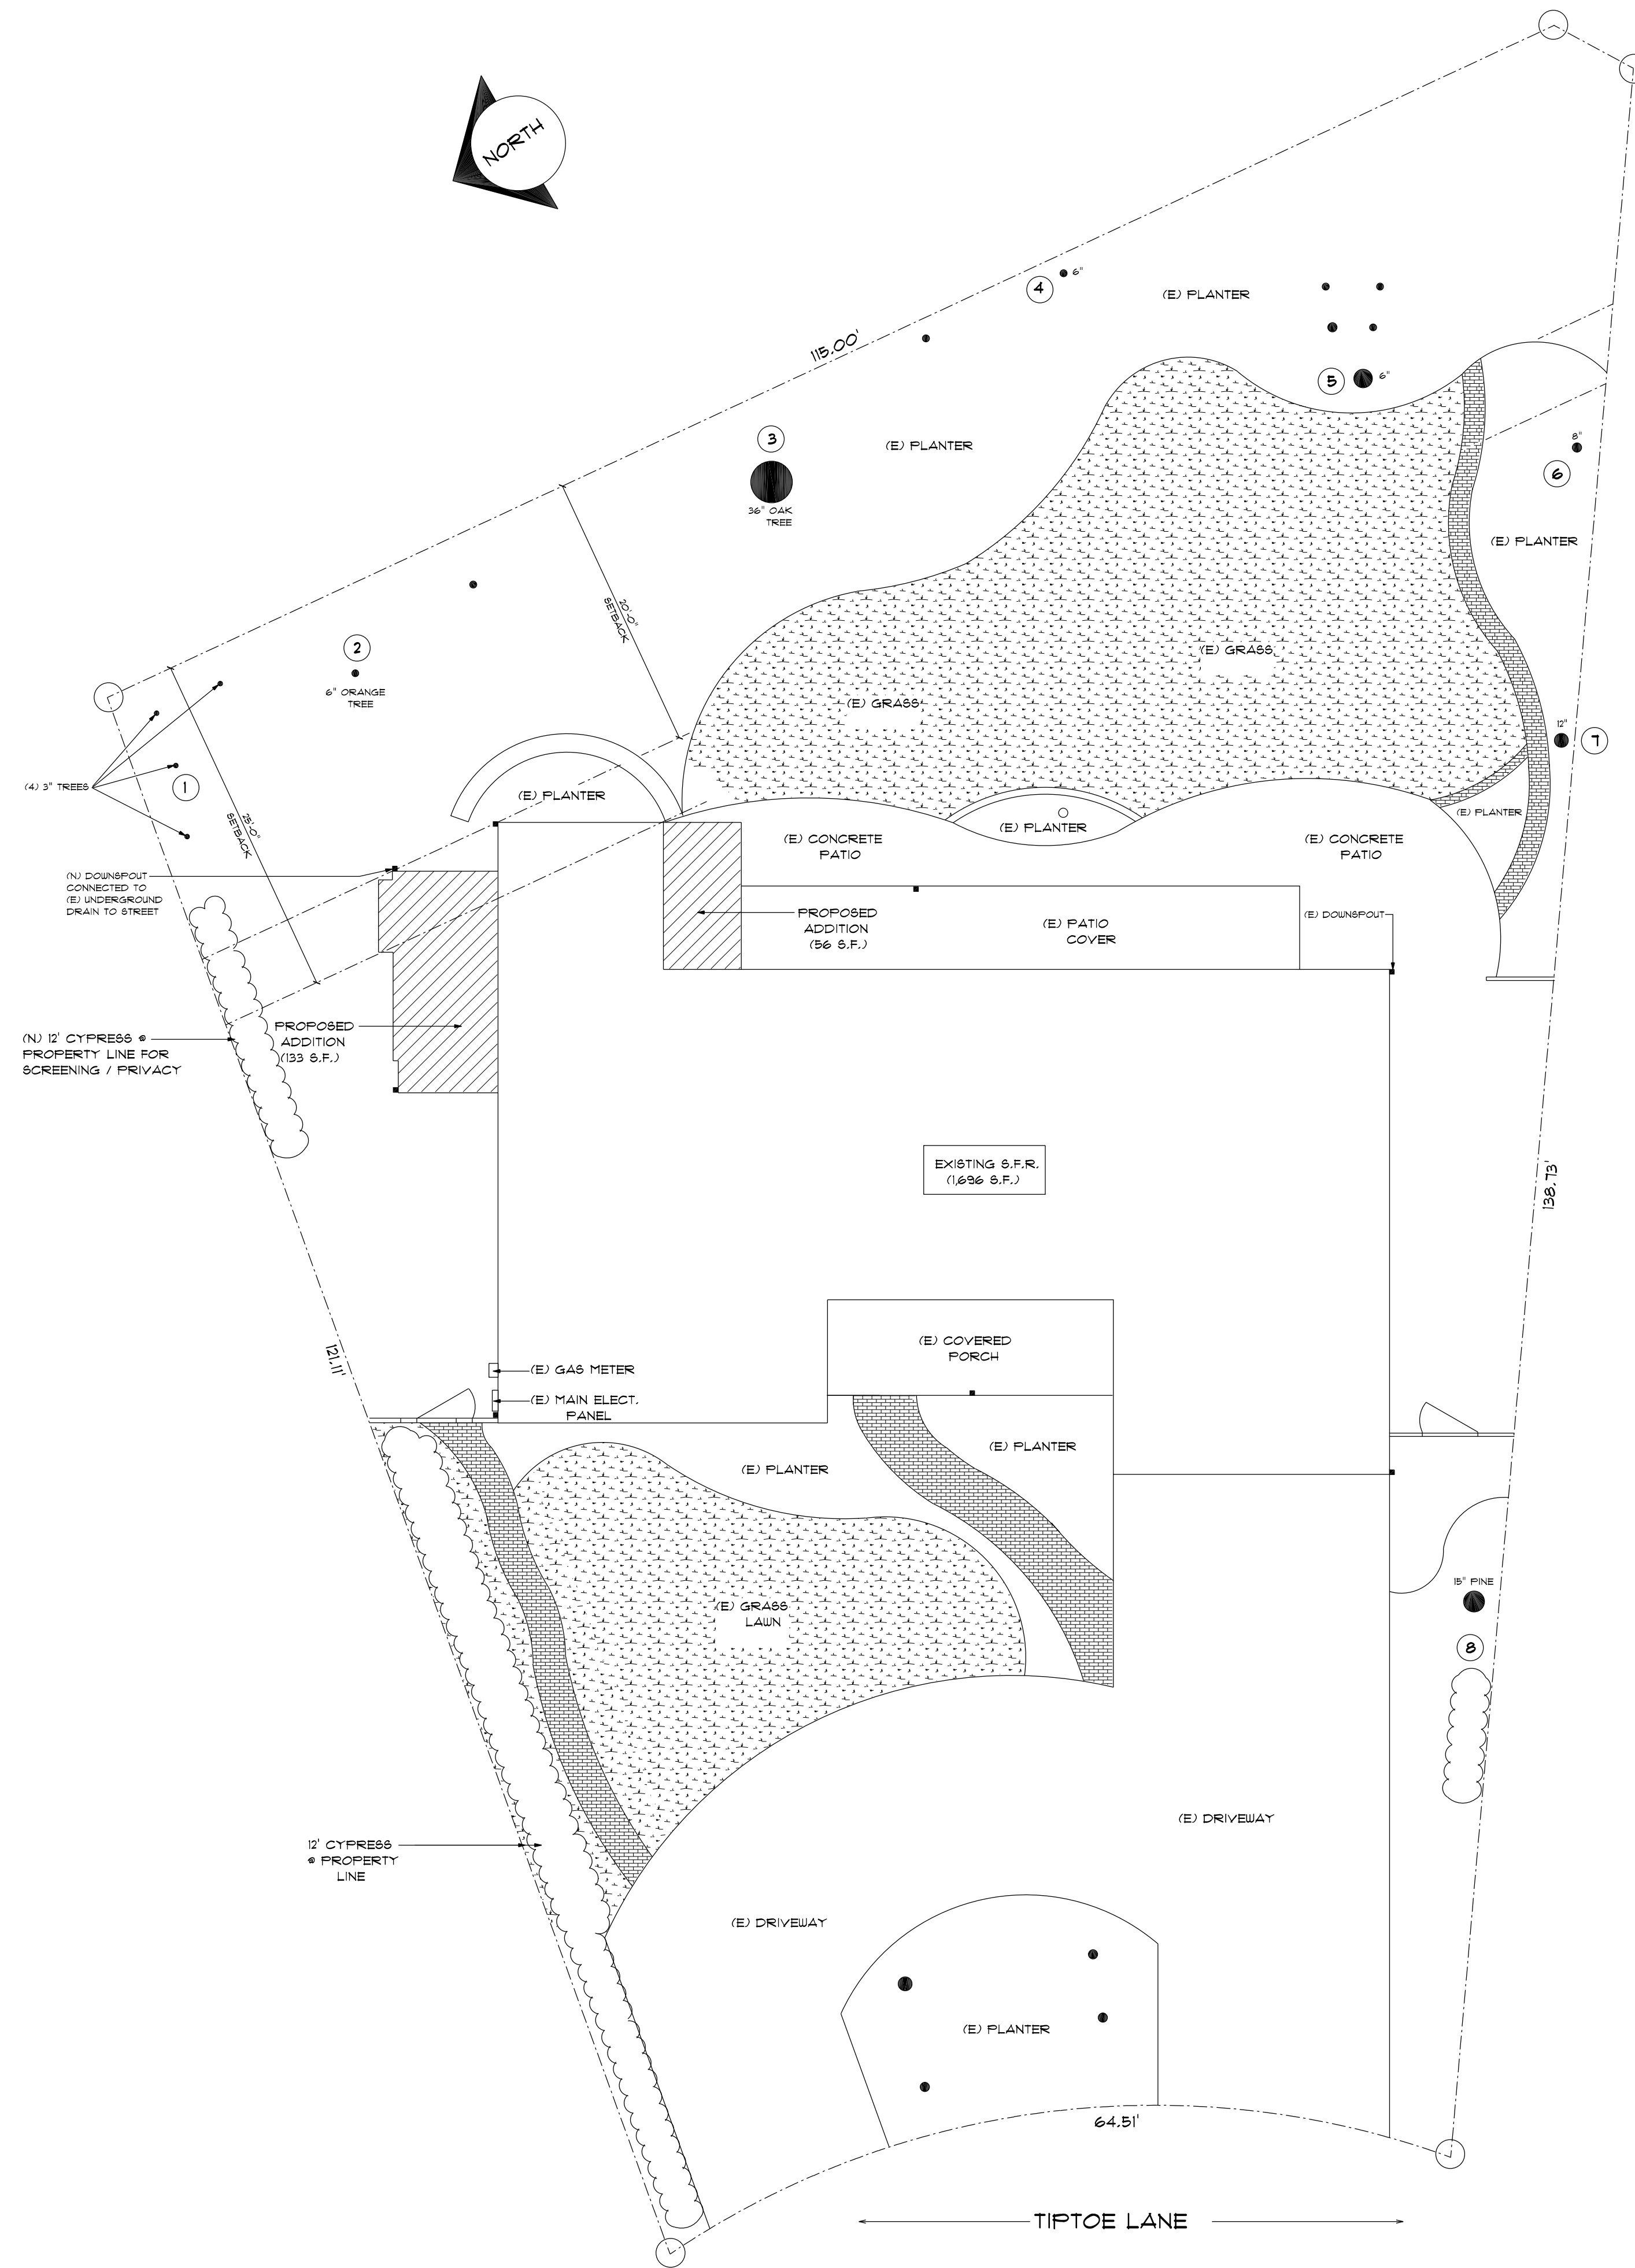 NORTH
4
6"
(E) PLANTER
115.00'
5
6"
3
(E) PLANTER
8"
6
36" OAK
TREE
(E) PLANTER
20'-0"
SETBACK
2
(E) GRASS
6" ORANGE
TREE
(E) GRASS
12"
7
(4) 3" TREES
1
(E) PLANTER
(E) PLANTER
25'-0"
SETBACK
(E) PLANTER
(E) CONCRETE
PATIO
(E) CONCRETE
PATIO
(N) DOWNSPOUT
CONNECTED TO
(E) UNDERGROUND
DRAIN TO STREET
PROPOSED
ADDITION
(56 S.F.)
(E) PATIO
COVER
(E) DOWNSPOUT
(N) 12' CYPRESS @
PROPERTY LINE FOR
SCREENING / PRIVACY
PROPOSED
ADDITION
(133 S.F.)
EXISTING S.F.R.
(1,696 S.F.)
138.73'
121.11'
(E) COVERED
PORCH
(E) GAS METER
(E) MAIN ELECT.
PANEL
(E) PLANTER
(E) PLANTER
15" PINE
(E) GRASS
LAWN
8
12' CYPRESS
@ PROPERTY
LINE
(E) DRIVEWAY
(E) DRIVEWAY
(E) PLANTER
64.51'
TIPTOE LANE